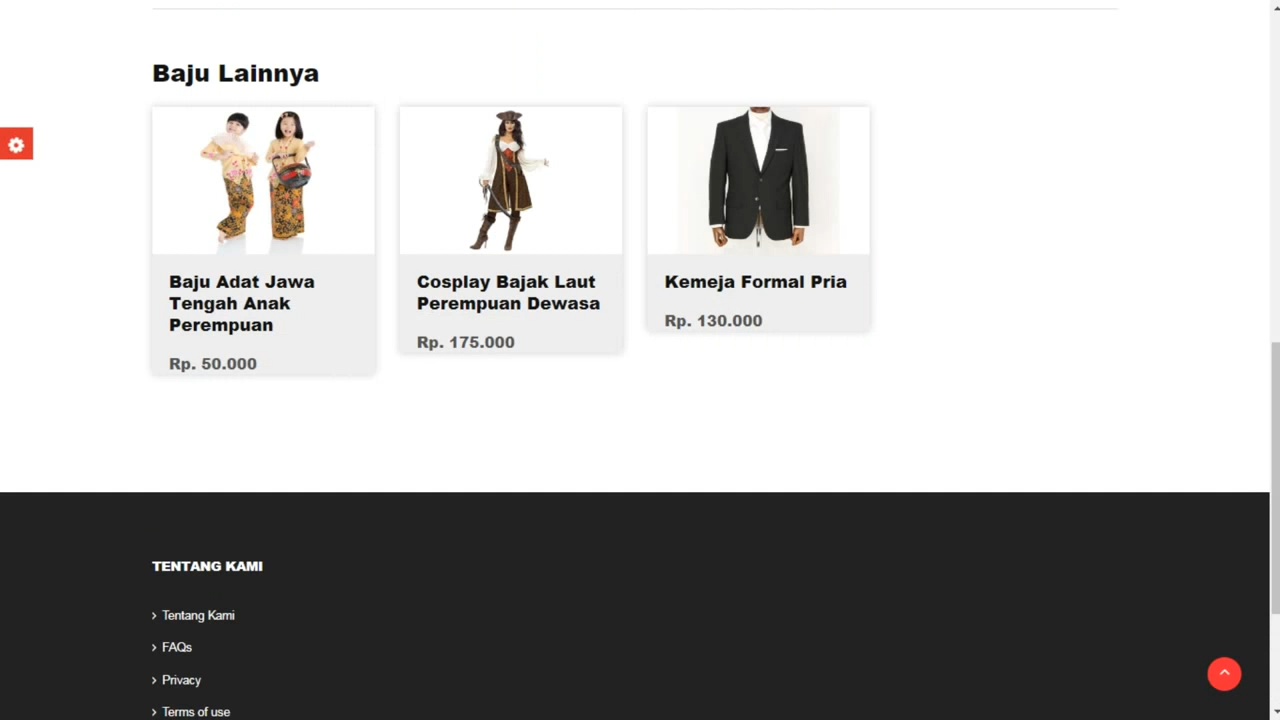 Baju Lainnya
Baju Adat Jawa
Tengah Anak
Perempuan
Rp. 50.000
Cosplay Bajak Laut
Perempuan Dewasa
Rp. 175.000
Kemeja Formal Pria
Rp. 130.000
TENTANG KAMI
Tentang Kami
FAQs
Privacy
Terms of use